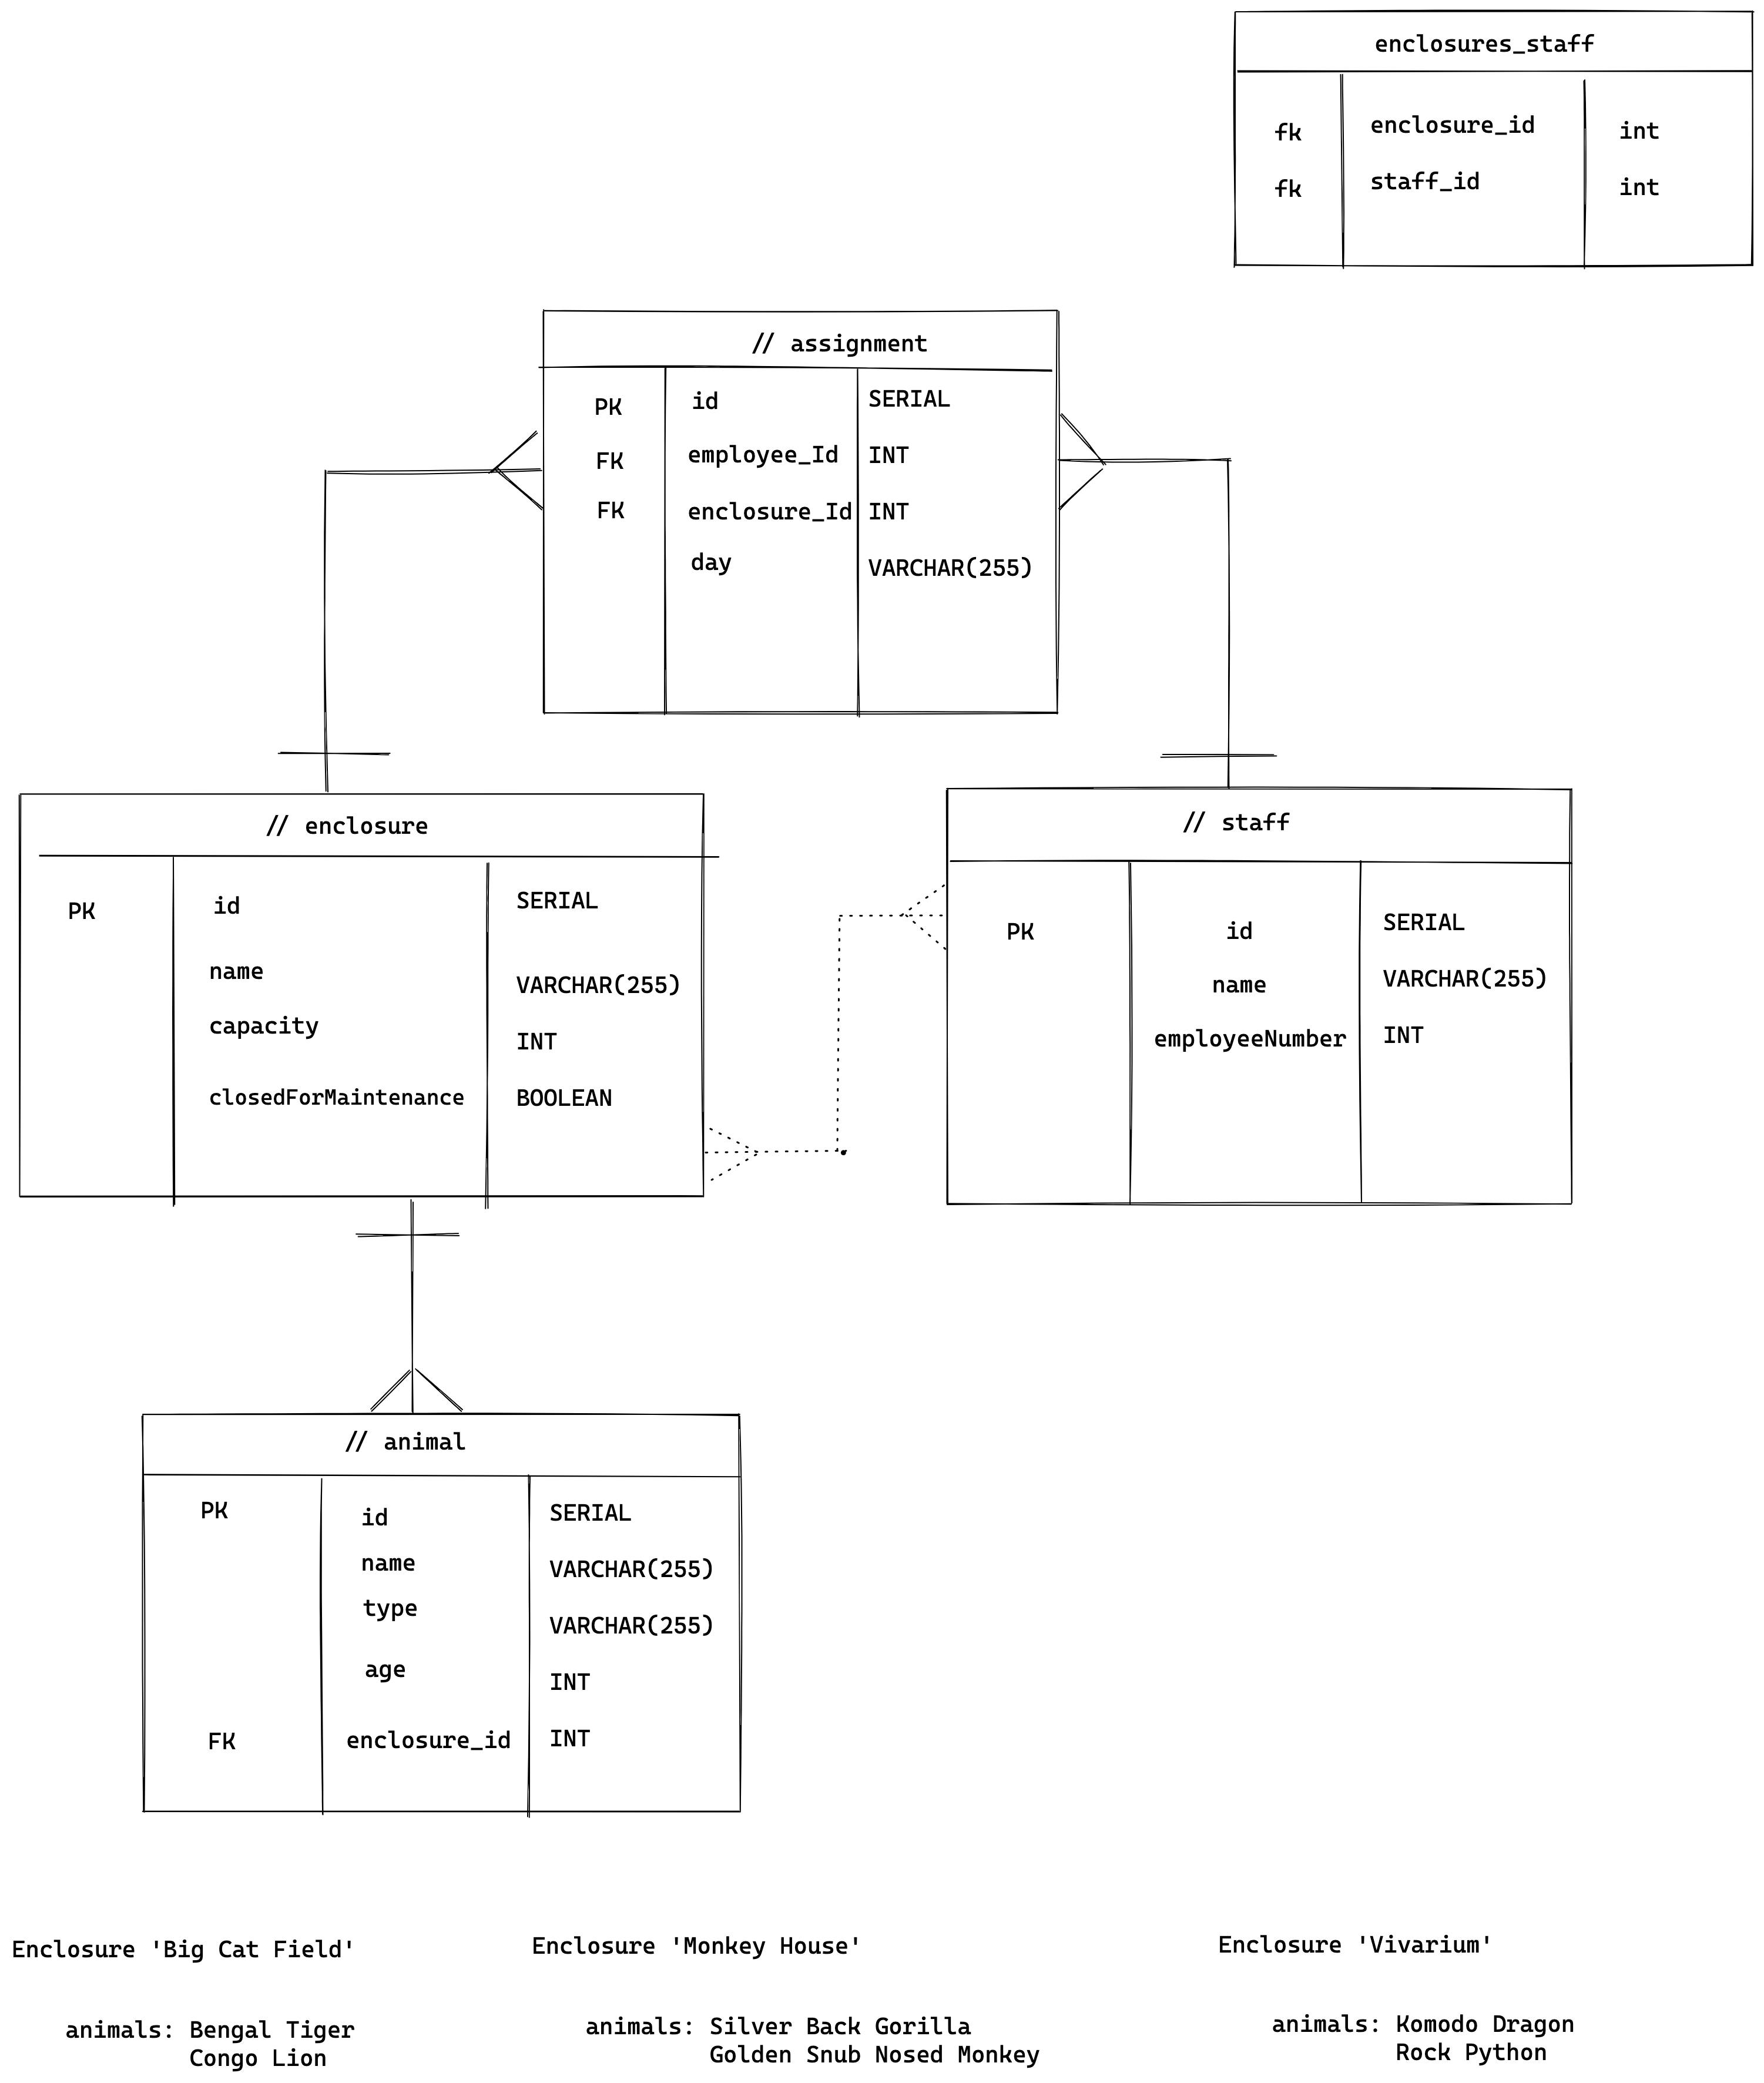 enclosures_staff
fk enclosure_id int
fk staff_id int
// assignment
PK id SERIAL
FK employee_Id INT
FK enclosure_Id INT
day VARCHAR(255)
// enclosure
PK id SERIAL
name VARCHAR(255)
capacity INT
closedForMaintenance BOOLEAN
// staff
PK id SERIAL
name VARCHAR(255)
employeeNumber INT
// animal
PK id SERIAL
name VARCHAR(255)
type VARCHAR(255)
age INT
FK enclosure_id INT
Enclosure 'Big Cat Field'
animals: Bengal Tiger
Congo Lion
Enclosure 'Monkey House'
animals: Silver Back Gorilla
Golden Snub Nosed Monkey
Enclosure 'Vivarium'
animals: Komodo Dragon
Rock Python